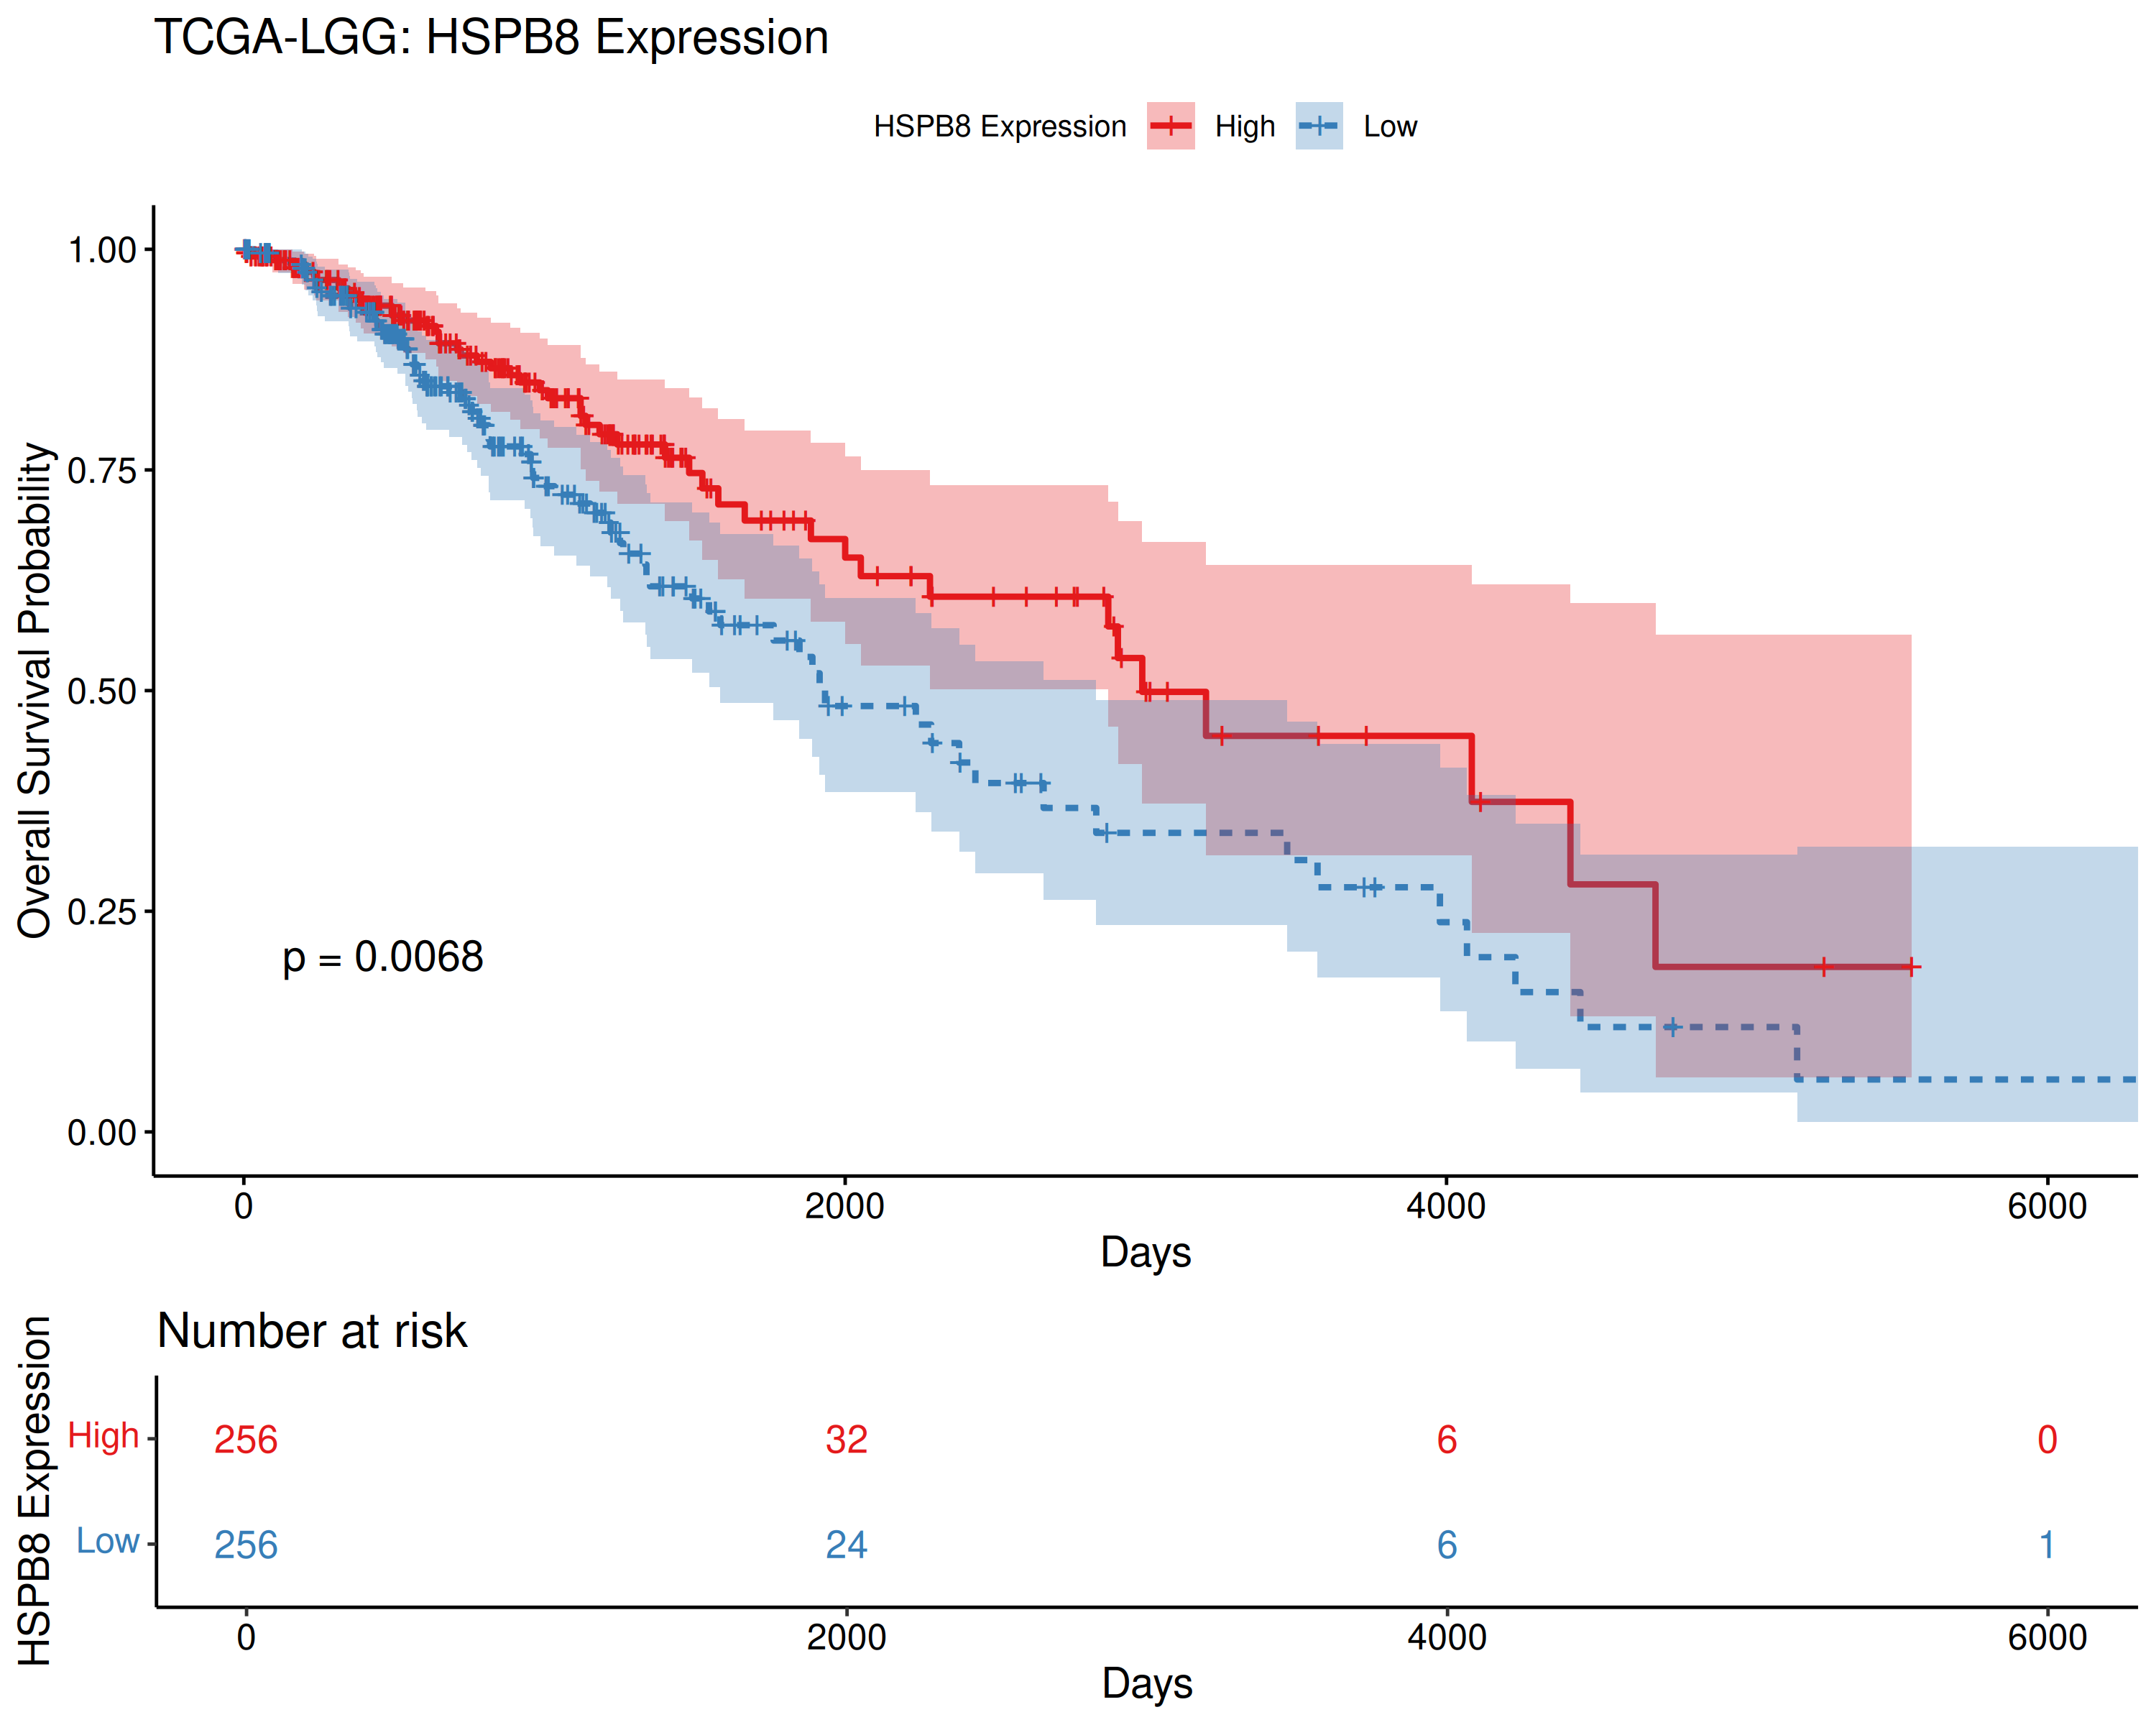 TCGA-LGG: HSPB8 Expression
HSPB8 Expression High Low
Overall Survival Probability
1.00
0.75
0.50
0.25
0.00
p = 0.0068
0 2000 4000 6000
Days
Number at risk
HSPB8 Expression
High 256 32 6 0
Low 256 24 6 1
0 2000 4000 6000
Days